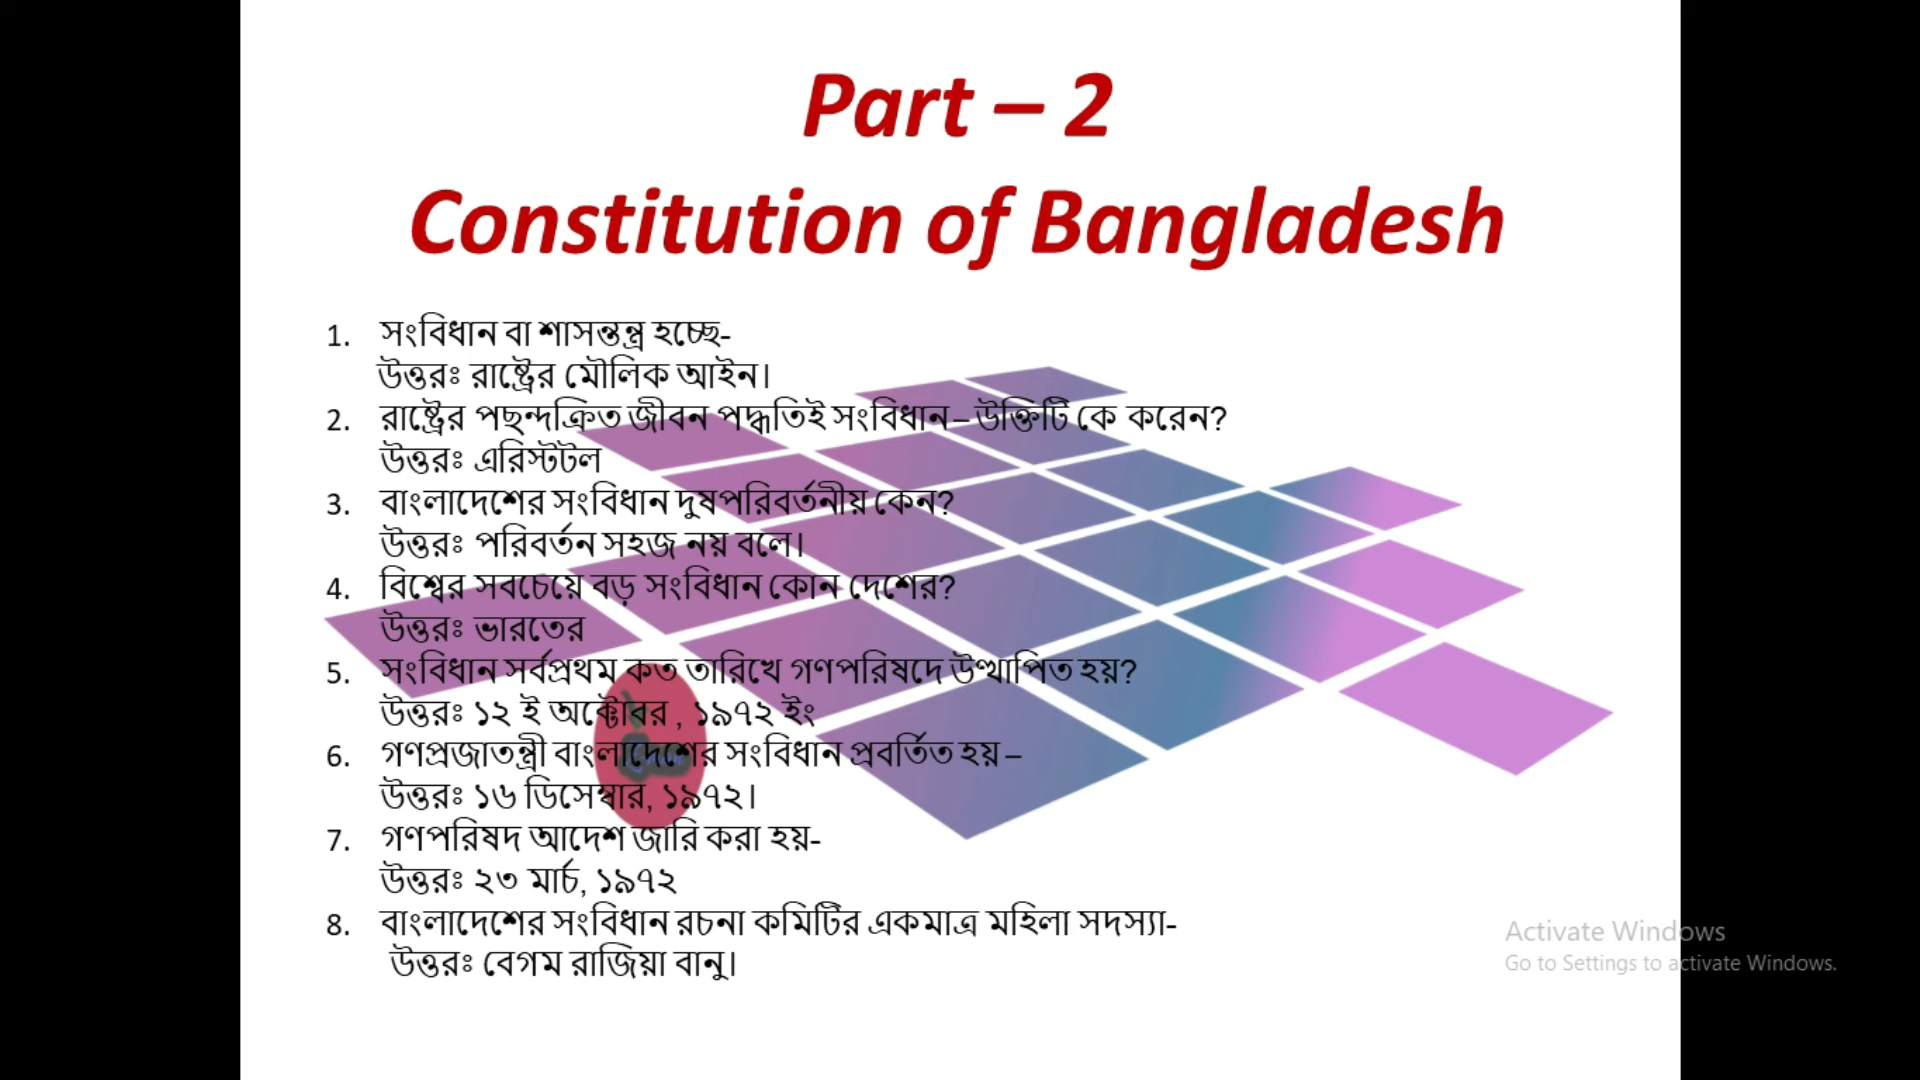 Part – 2
Constitution of Bangladesh
1. সংবিধান বা শাসন্তন্ত্র হচ্ছে-
উত্তরঃ রাষ্ট্রের মৌলিক আইন।
2. রাষ্ট্রের পছন্দক্রিত জীবন পদ্ধতিই সংবিধান – উক্তিটি কে করেন?
উত্তরঃ এরিস্টটল
3. বাংলাদেশের সংবিধান দুষপরিবর্তনীয় কেন?
উত্তরঃ পরিবর্তন সহজ নয় বলে।
4. বিশ্বের সবচেয়ে বড় সংবিধান কোন দেশের?
উত্তরঃ ভারতের
5. সংবিধান সর্বপ্রথম কত তারিখে গণপরিষদে উত্থাপিত হয়?
উত্তরঃ ১২ ই অক্টোবর , ১৯৭২ ইং
6. গণপ্রজাতন্ত্রী বাংলাদেশের সংবিধান প্রবর্তিত হয় –
উত্তরঃ ১৬ ডিসেম্বার, ১৯৭২।
7. গণপরিষদ আদেশ জারি করা হয়-
উত্তরঃ ২৩ মার্চ, ১৯৭২
8. বাংলাদেশের সংবিধান রচনা কমিটির একমাত্র মহিলা সদস্যা-
উত্তরঃ বেগম রাজিয়া বানু।
Activate Windows
Go to Settings to activate Windows.